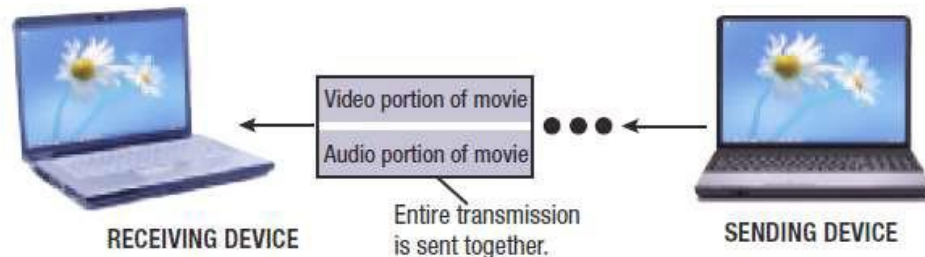 Video portion of movie
Audio portion of movie
Entire transmission
is sent together.
RECEIVING DEVICE
SENDING DEVICE